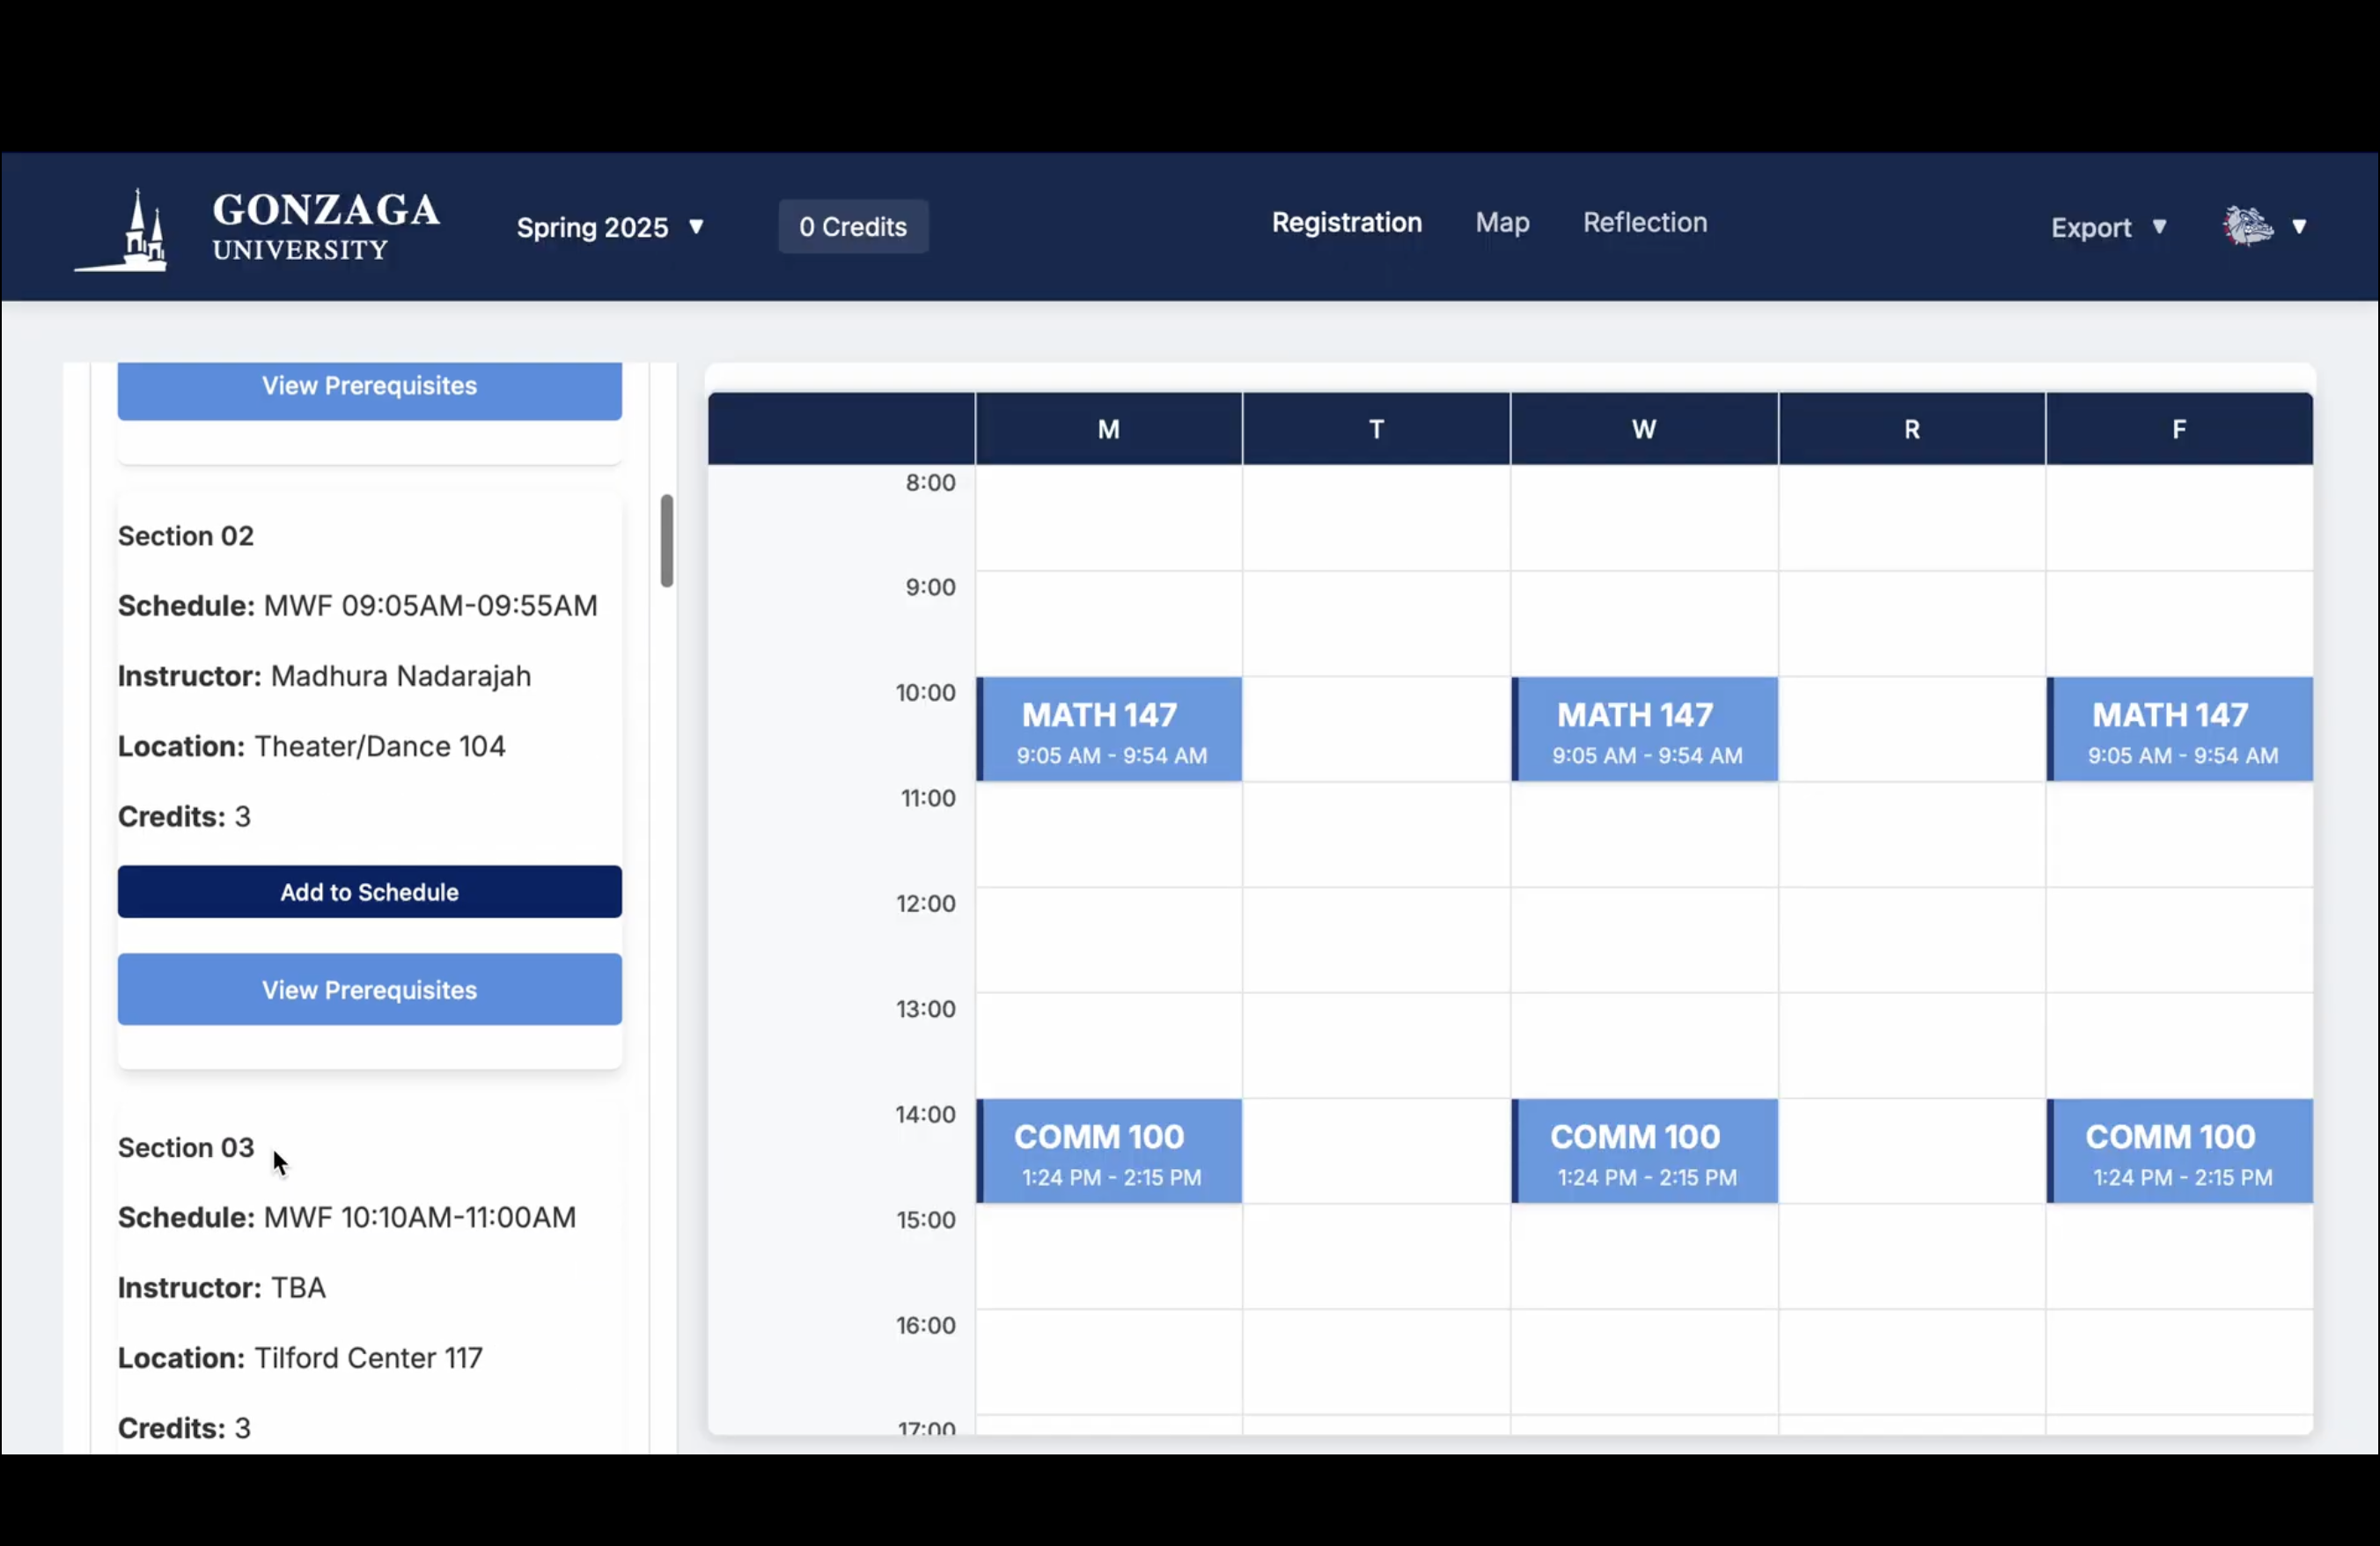 GONZAGA
UNIVERSITY
Spring 2025 ▼
0 Credits
Registration Map Reflection
Export ▼
▼
View Prerequisites
Section 02
Schedule: MWF 09:05AM-09:55AM
Instructor: Madhura Nadarajah
Location: Theater/Dance 104
Credits: 3
Add to Schedule
View Prerequisites
Section 03
Schedule: MWF 10:10AM-11:00AM
Instructor: TBA
Location: Tilford Center 117
Credits: 3
M T W R F
8:00
9:00
10:00
MATH 147 MATH 147 MATH 147
9:05 AM - 9:54 AM 9:05 AM - 9:54 AM 9:05 AM - 9:54 AM
11:00
12:00
13:00
14:00
COMM 100 COMM 100 COMM 100
1:24 PM - 2:15 PM 1:24 PM - 2:15 PM 1:24 PM - 2:15 PM
15:00
16:00
17:00